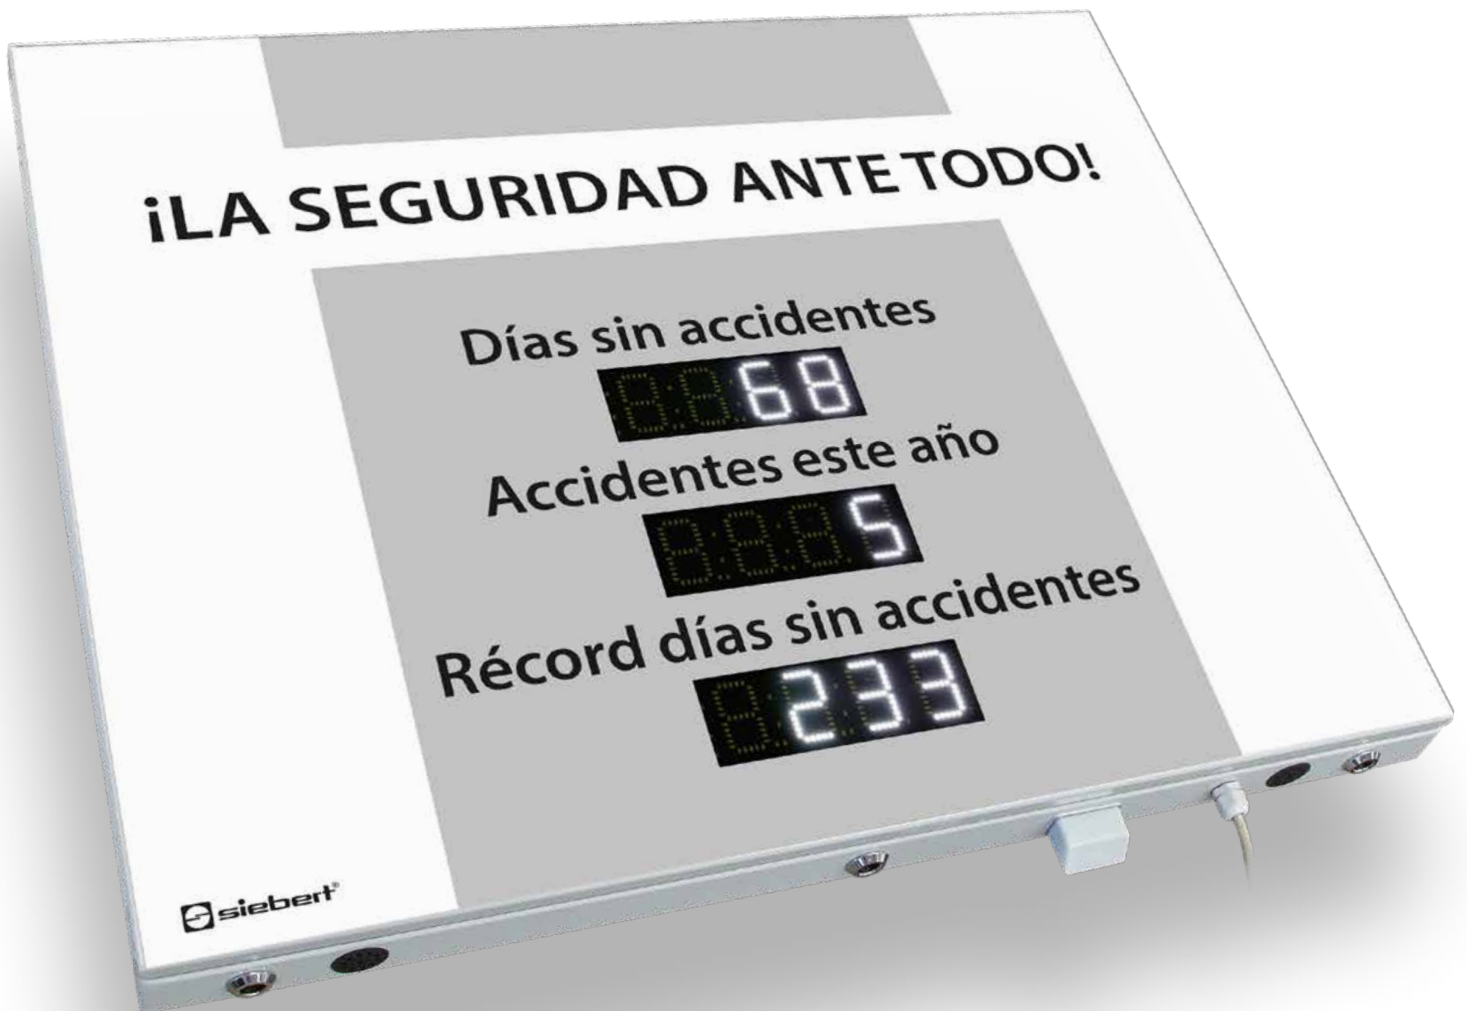 ¡LA SEGURIDAD ANTE TODO!
Días sin accidentes
68
Accidentes este año
5
Récord días sin accidentes
233
siebert®